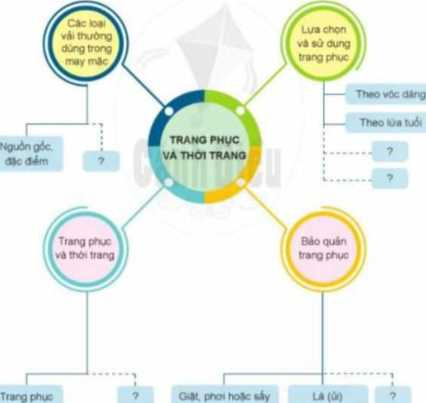 Các loại
vải thường
dùng trong
may mặc
Lựa chọn
và sử dụng
trang phục
Theo vóc dáng
Theo lứa tuổi
?
?
Nguồn gốc,
đặc điểm
?
TRANG PHỤC
VÀ THỜI TRANG
Trang phục
và thời trang
Bảo quản
trang phục
Trang phục
?
Giặt, phơi hoặc sấy
Là (ủi)
?